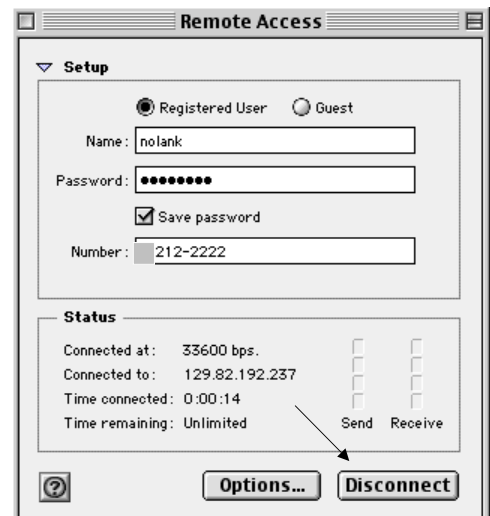 Remote Access
Setup
Registered User Guest
Name: nolank
Password: ●●●●●●●●
Save password
Number: 212-2222
Status
Connected at: 33600 bps.
Connected to: 129.82.192.237
Time connected: 0:00:14
Time remaining: Unlimited Send Receive
? Options... Disconnect